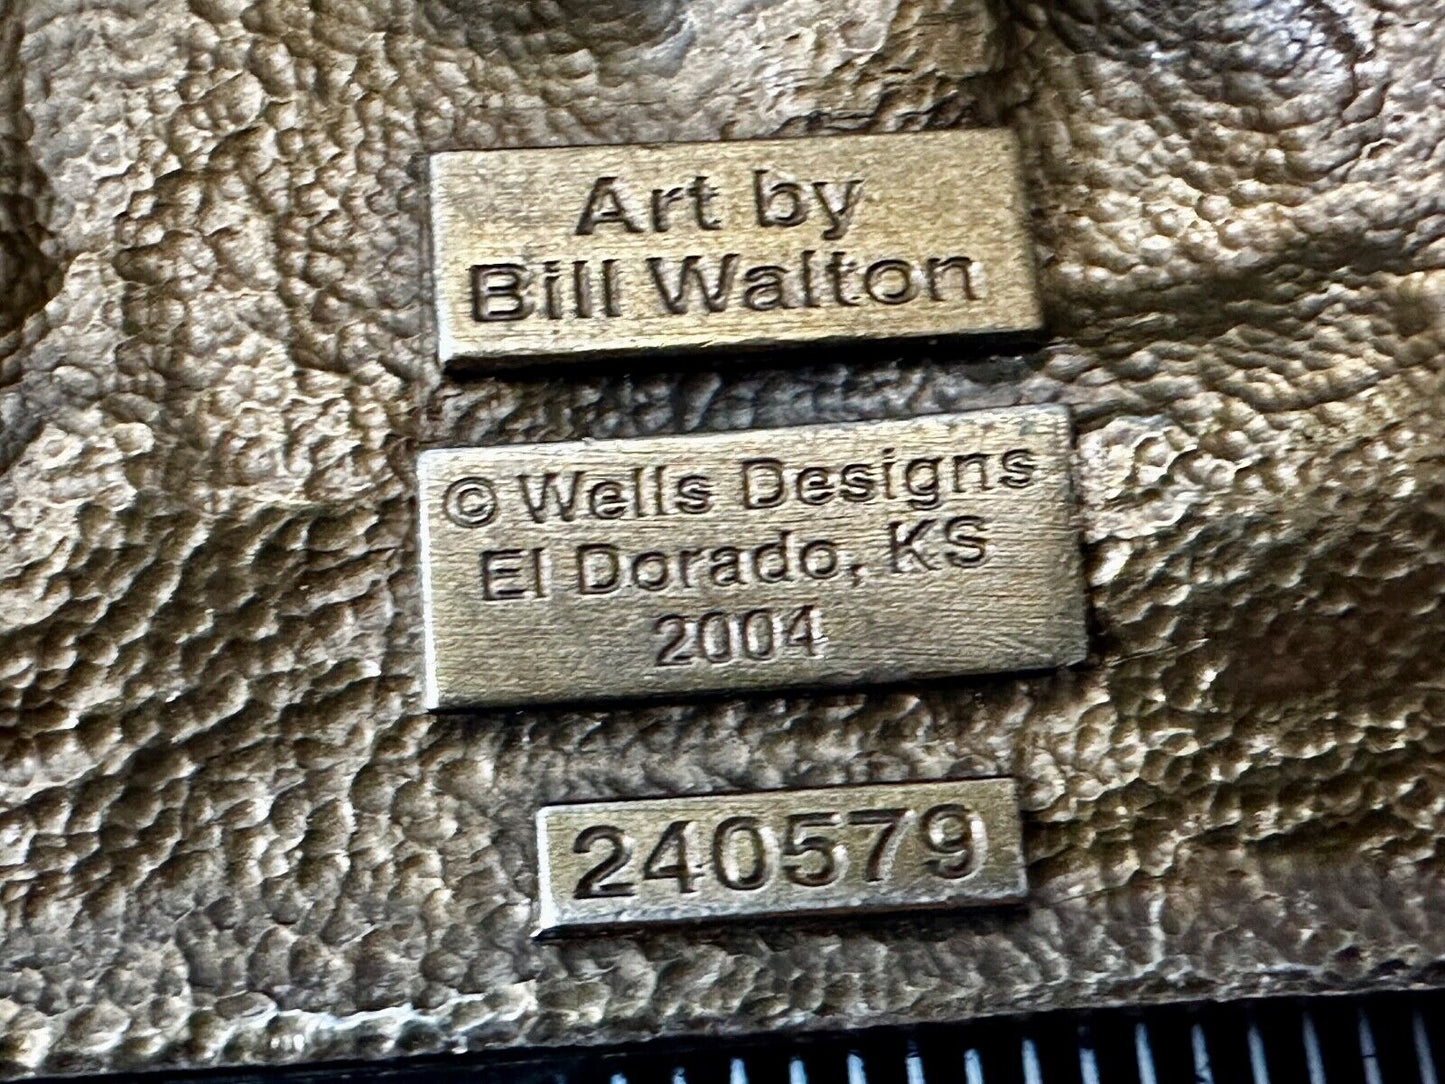 Art by
Bill Walton
© Wells Designs
El Dorado, KS
2004
240579